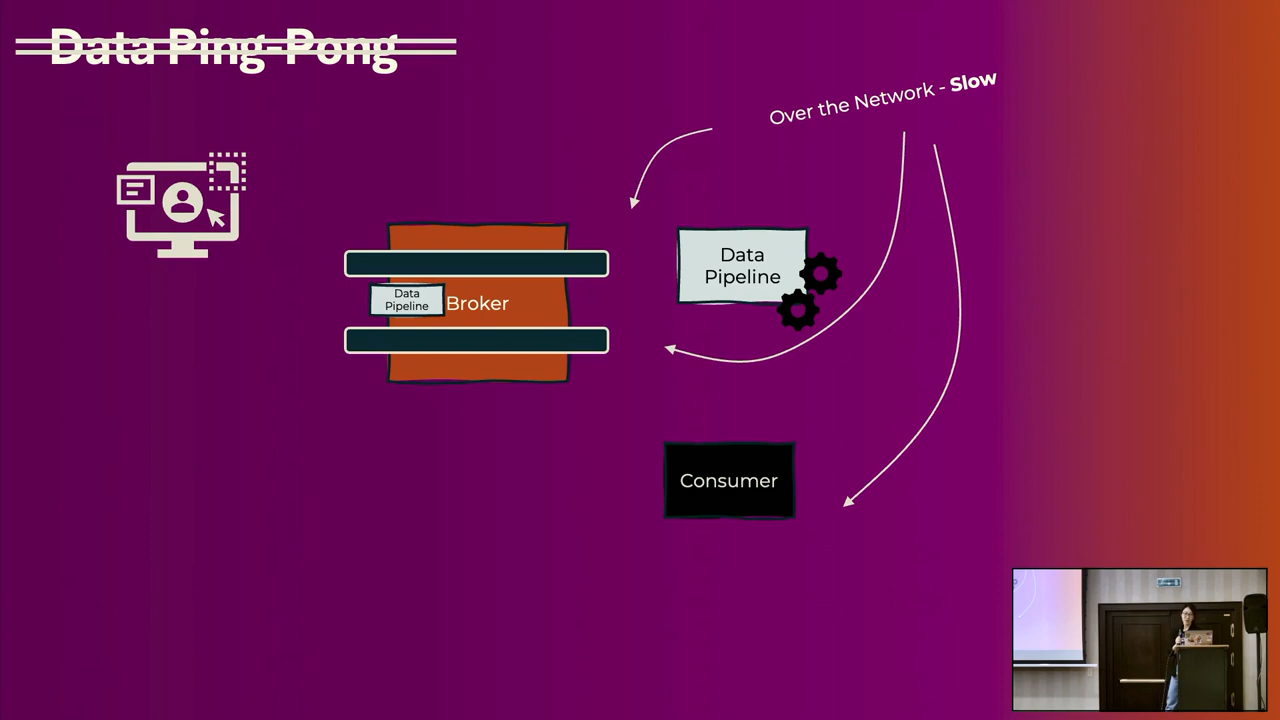 Data Ping-Pong
Over the Network - Slow
Data
Pipeline
Data
Pipeline
Broker
Consumer